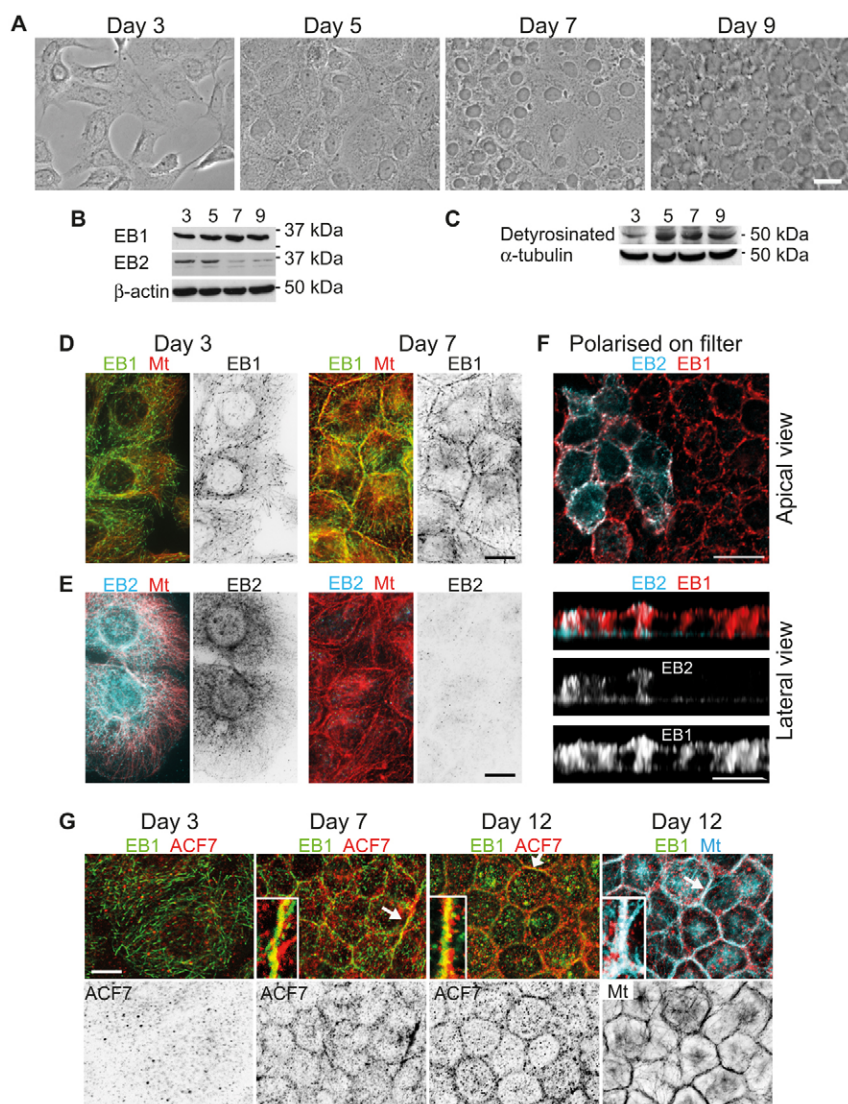 A Day 3 Day 5 Day 7 Day 9
B 3 5 7 9
EB1 - 37 kDa
EB2 - 37 kDa
β-actin - 50 kDa
C 3 5 7 9
Detyrosinated - 50 kDa
α-tubulin - 50 kDa
D Day 3 Day 7
EB1 Mt EB1 EB1 Mt EB1
E EB2 Mt EB2 EB2 Mt EB2
F Polarised on filter
EB2 EB1
Apical view
EB2 EB1
EB2
EB1
Lateral view
G Day 3 Day 7 Day 12 Day 12
EB1 ACF7 EB1 ACF7 EB1 ACF7 EB1 Mt
ACF7 ACF7 ACF7 Mt